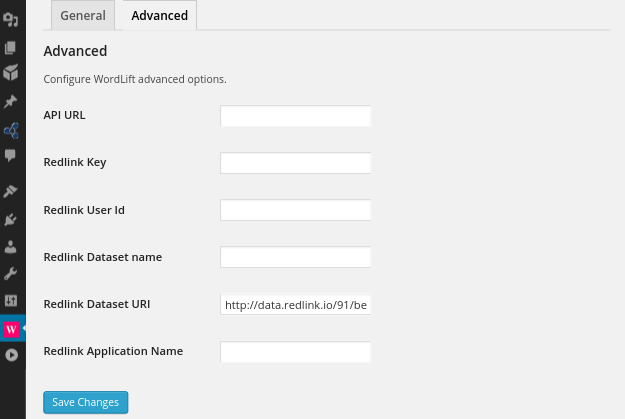 General Advanced
Advanced
Configure WordLift advanced options.
API URL
Redlink Key
Redlink User Id
Redlink Dataset name
Redlink Dataset URI http://data.redlink.io/91/be
Redlink Application Name
W
Save Changes